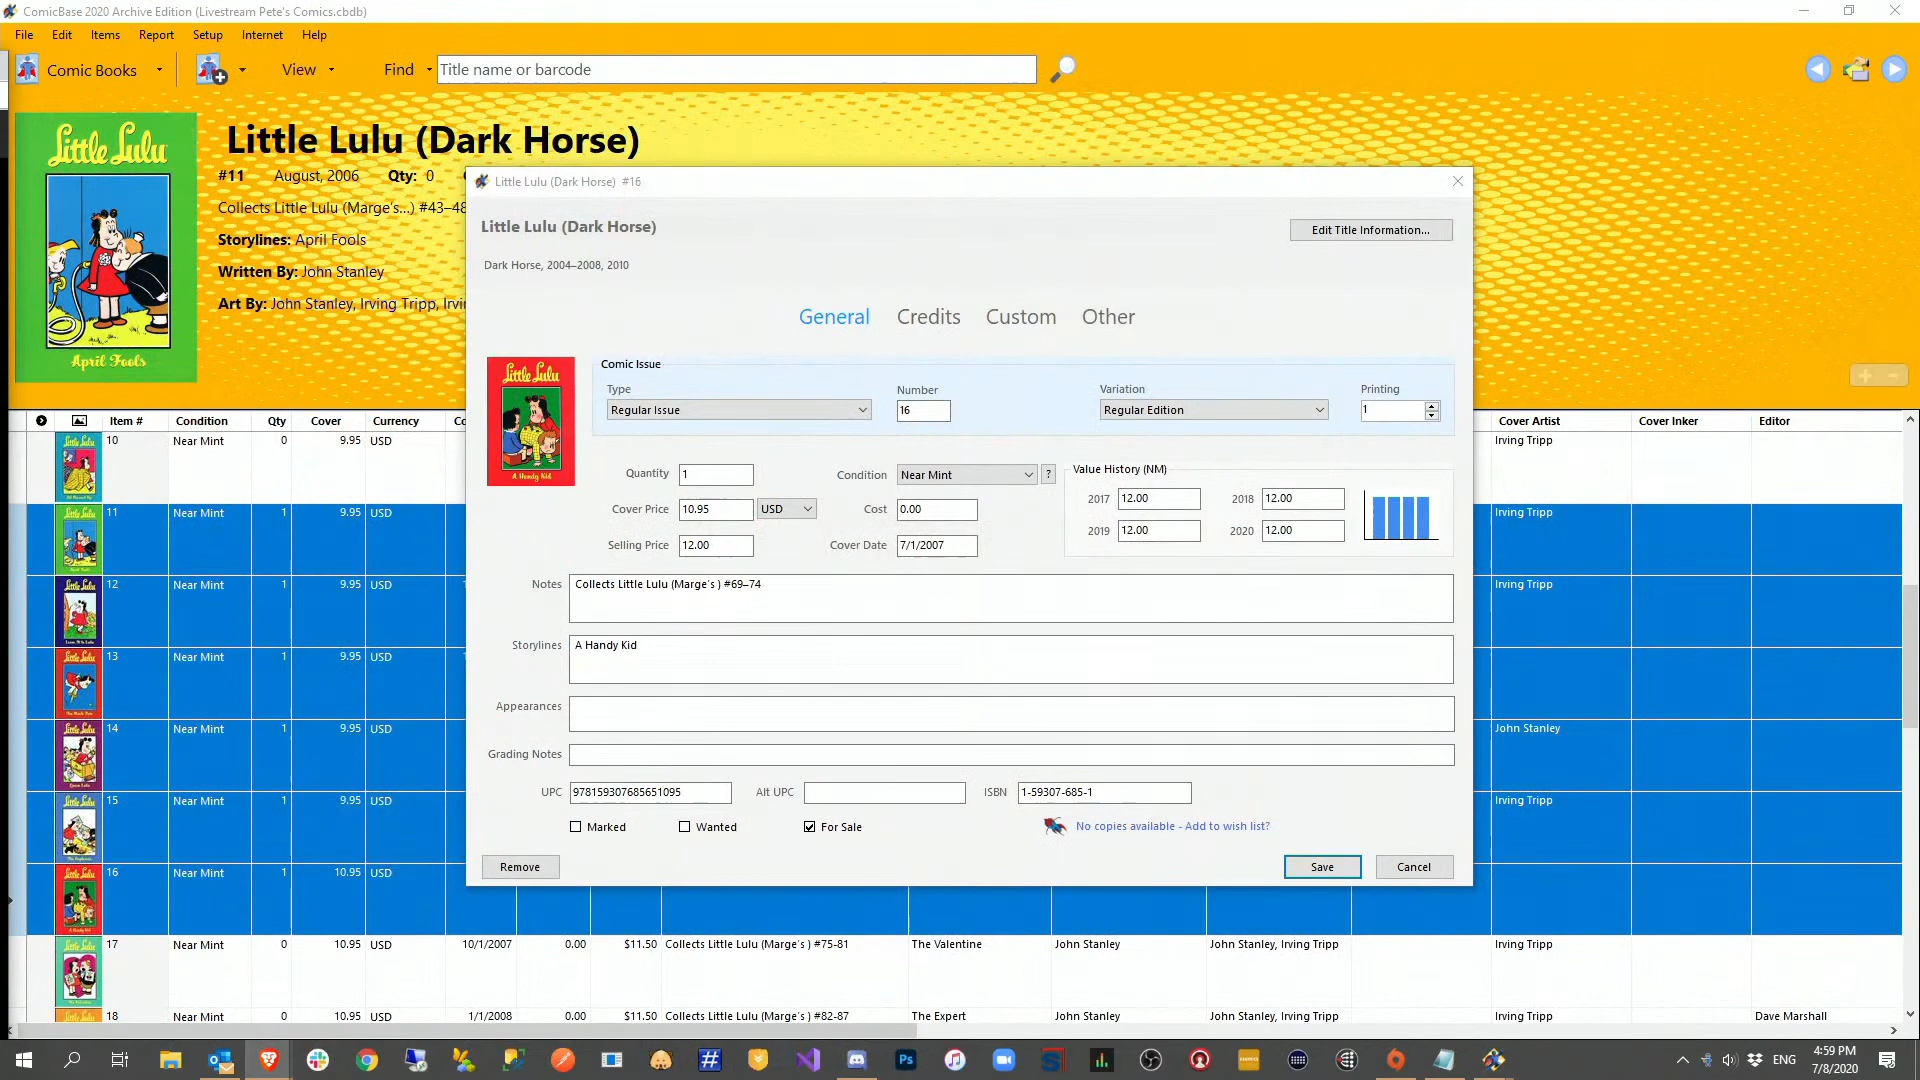 ComicBase 2020 Archive Edition (Livestream Pete's Comics.cbdb)
File Edit Items Report Setup Internet Help
Comic Books View Find Title name or barcode
Little Lulu
April Fools
Little Lulu (Dark Horse)
#11 August, 2006 Qty: 0
Collects Little Lulu (Marge's...) #43–48
Storylines: April Fools
Written By: John Stanley
Art By: John Stanley, Irving Tripp, Irvi
Little Lulu (Dark Horse) #16
Little Lulu (Dark Horse)
Edit Title Information...
Dark Horse, 2004–2008, 2010
General Credits Custom Other
Little Lulu
A Handy Kid
Comic Issue
Type Number Variation Printing
Regular Issue 16 Regular Edition 1
Quantity 1 Condition Near Mint ?
Cover Price 10.95 USD Cost 0.00
Selling Price 12.00 Cover Date 7/1/2007
Value History (NM)
2017 12.00 2018 12.00
2019 12.00 2020 12.00
Notes Collects Little Lulu (Marge's ) #69–74
Storylines A Handy Kid
Appearances
Grading Notes
UPC 978159307685651095 Alt UPC ISBN 1-59307-685-1
Marked Wanted For Sale No copies available - Add to wish list?
Remove Save Cancel
Item # Condition Qty Cover Currency Co Cover Artist Cover Inker Editor
10 Near Mint 0 9.95 USD Irving Tripp
11 Near Mint 1 9.95 USD Irving Tripp
12 Near Mint 1 9.95 USD Irving Tripp
13 Near Mint 1 9.95 USD
14 Near Mint 1 9.95 USD John Stanley
15 Near Mint 1 9.95 USD Irving Tripp
16 Near Mint 1 10.95 USD
17 Near Mint 0 10.95 USD 10/1/2007 0.00 $11.50 Collects Little Lulu (Marge's ) #75-81 The Valentine John Stanley John Stanley, Irving Tripp Irving Tripp
18 Near Mint 0 10.95 USD 1/1/2008 0.00 $11.50 Collects Little Lulu (Marge's ) #82-87 The Expert John Stanley John Stanley, Irving Tripp Irving Tripp Dave Marshall
ENG
4:59 PM
7/8/2020